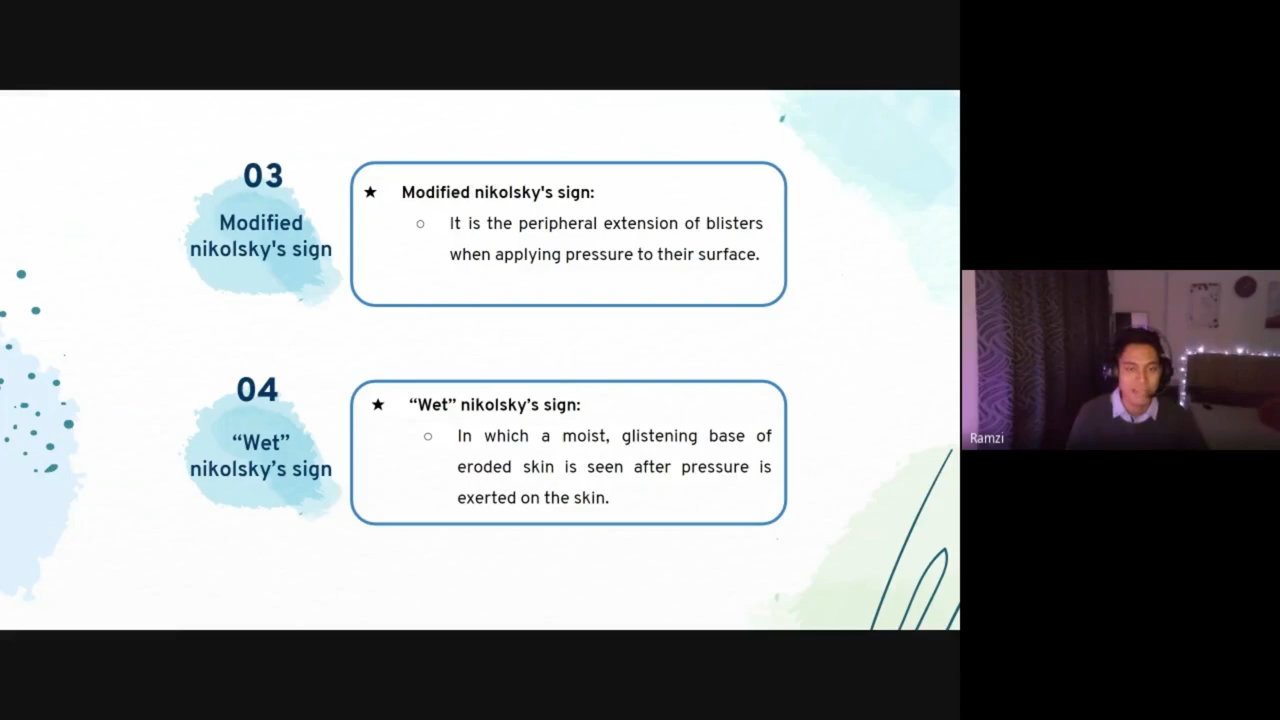 03
Modified
nikolsky's sign
★ Modified nikolsky's sign:
○ It is the peripheral extension of blisters
when applying pressure to their surface.
04
“Wet”
nikolsky’s sign
★ “Wet” nikolsky’s sign:
○ In which a moist, glistening base of
eroded skin is seen after pressure is
exerted on the skin.
Ramzi